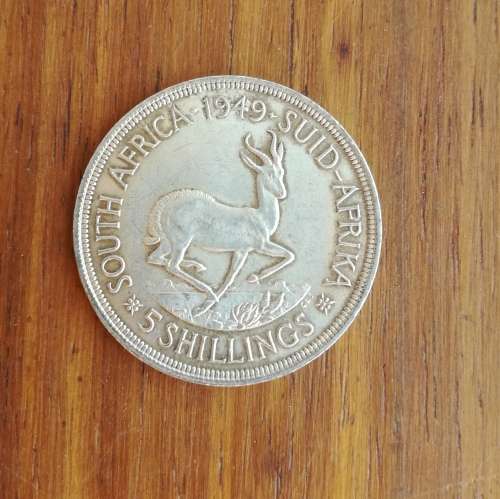 SOUTH AFRICA · 1949 · SUID-AFRIKA
5 SHILLINGS